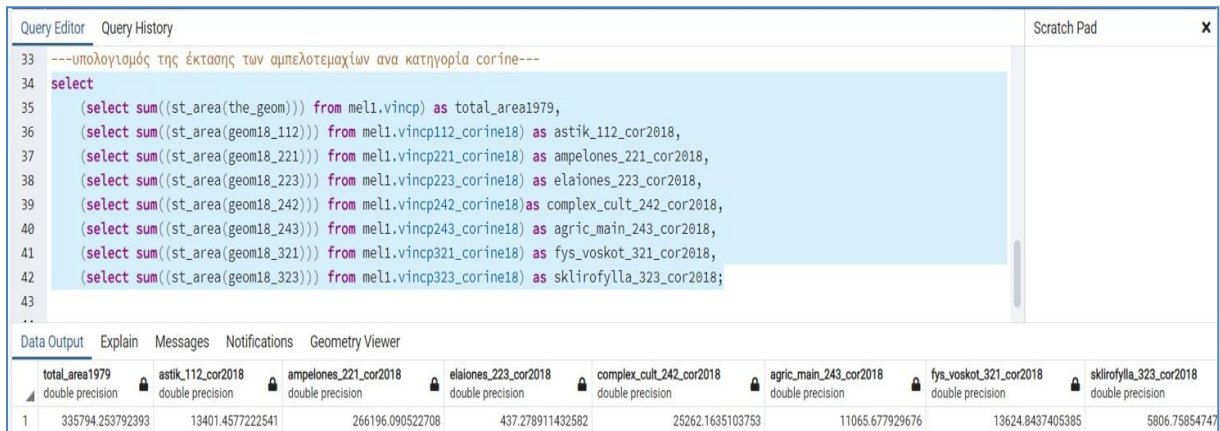 Query Editor Query History
Scratch Pad x
33 ---υπολογισμός της έκτασης των αμπελοτεμαχίων ανα κατηγορία corine---
34 select
35 (select sum((st_area(the_geom))) from mel1.vincp) as total_area1979,
36 (select sum((st_area(geom18_112))) from mel1.vincp112_corine18) as astik_112_cor2018,
37 (select sum((st_area(geom18_221))) from mel1.vincp221_corine18) as ampelones_221_cor2018,
38 (select sum((st_area(geom18_223))) from mel1.vincp223_corine18) as elaiones_223_cor2018,
39 (select sum((st_area(geom18_242))) from mel1.vincp242_corine18)as complex_cult_242_cor2018,
40 (select sum((st_area(geom18_243))) from mel1.vincp243_corine18) as agric_main_243_cor2018,
41 (select sum((st_area(geom18_321))) from mel1.vincp321_corine18) as fys_voskot_321_cor2018,
42 (select sum((st_area(geom18_323))) from mel1.vincp323_corine18) as sklirofylla_323_cor2018;
43
Data Output Explain Messages Notifications Geometry Viewer
total_area1979 astik_112_cor2018 ampelones_221_cor2018 elaiones_223_cor2018 complex_cult_242_cor2018 agric_main_243_cor2018 fys_voskot_321_cor2018 sklirofylla_323_cor2018
double precision double precision double precision double precision double precision double precision double precision double precision
1 335794.253792393 13401.4577222541 266196.090522708 437.278911432582 25262.1635103753 11065.677929676 13624.8437405385 5806.75854747